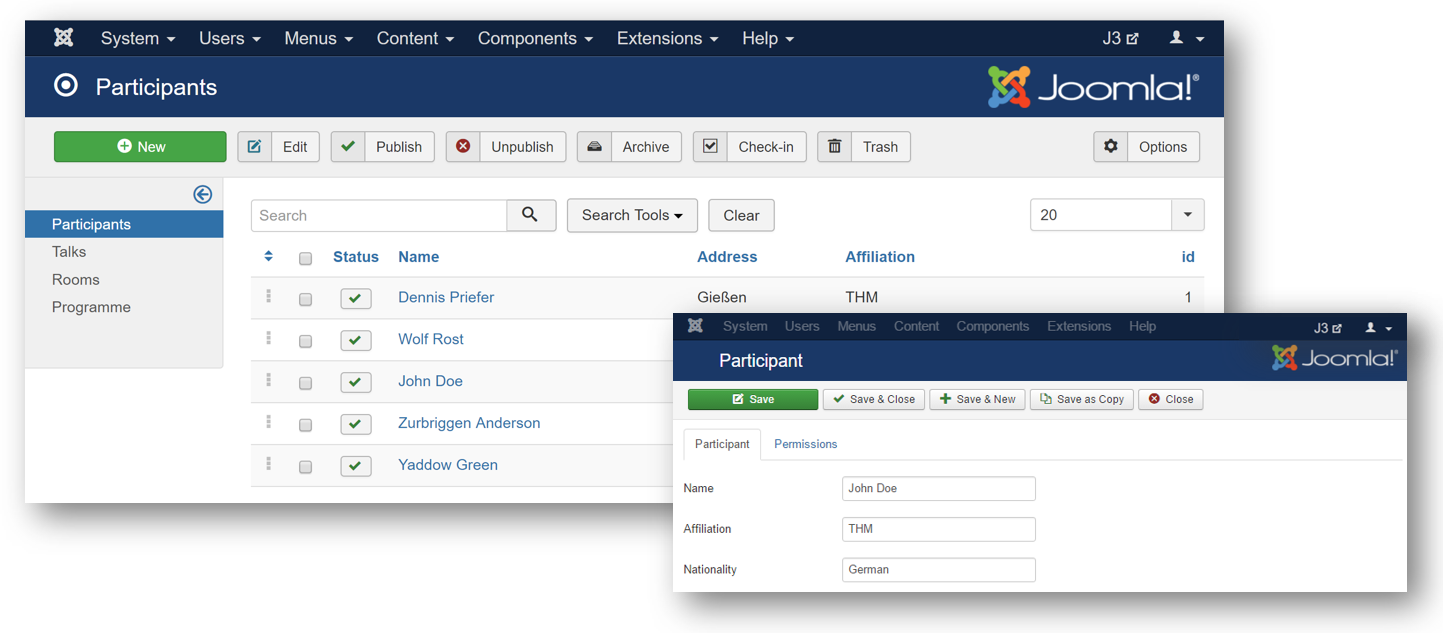 System Users Menus Content Components Extensions Help J3
Participants Joomla!®
New Edit Publish Unpublish Archive Check-in Trash Options
Participants
Talks
Rooms
Programme
Search Search Tools Clear 20
Status Name Address Affiliation id
Dennis Priefer Gießen THM 1
Wolf Rost
John Doe
Zurbriggen Anderson
Yaddow Green
System Users Menus Content Components Extensions Help J3
Participant Joomla!®
Save Save & Close Save & New Save as Copy Close
Participant Permissions
Name John Doe
Affiliation THM
Nationality German